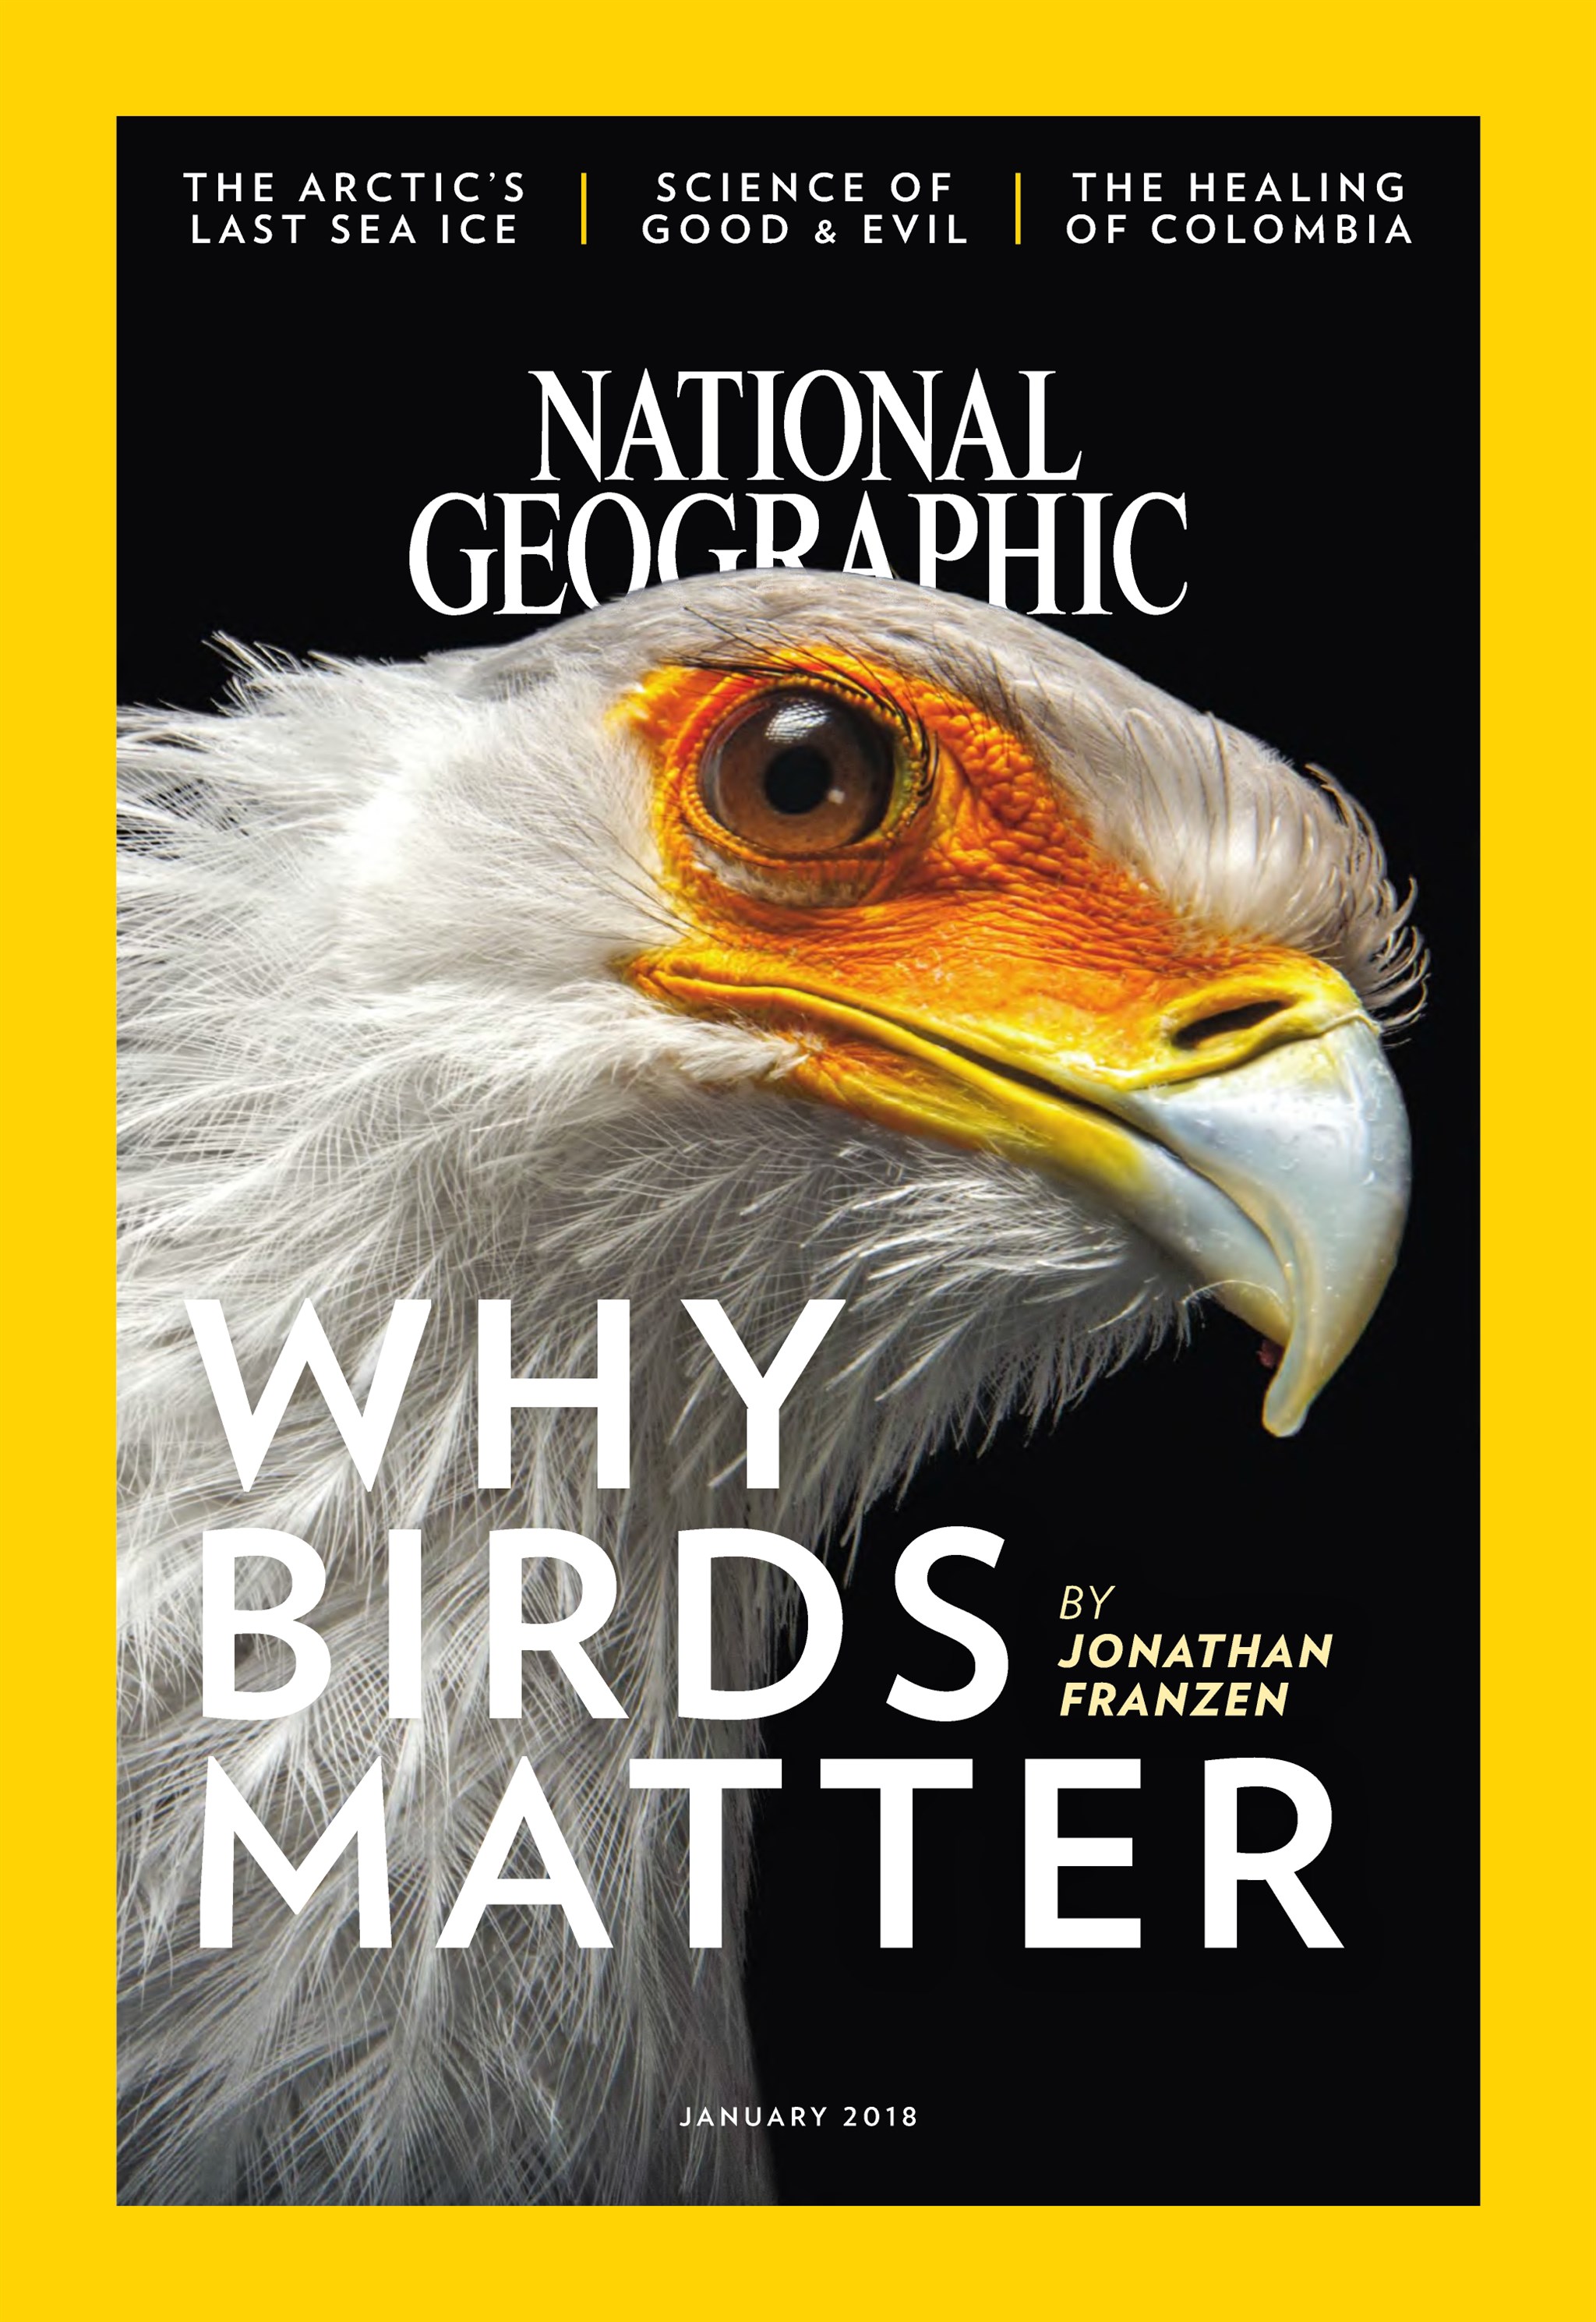 THE ARCTIC'S
LAST SEA ICE
SCIENCE OF
GOOD & EVIL
THE HEALING
OF COLOMBIA
NATIONAL
GEOGRAPHIC
WHY
BIRDS
BY
JONATHAN
FRANZEN
MATTER
JANUARY 2018